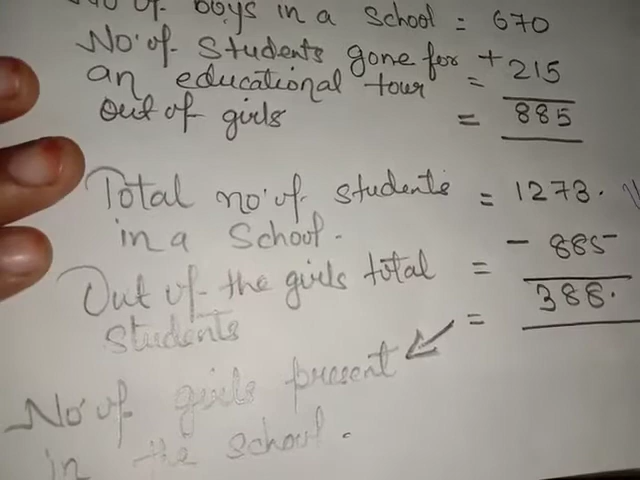 No of boys in a School = 670
No. of Students gone for + 215
an educational tour =
out of girls = 885
Total no. of students = 1273.
in a School. - 885
Out of the girls total =
Students = 388.
No. of girls present
in the school.